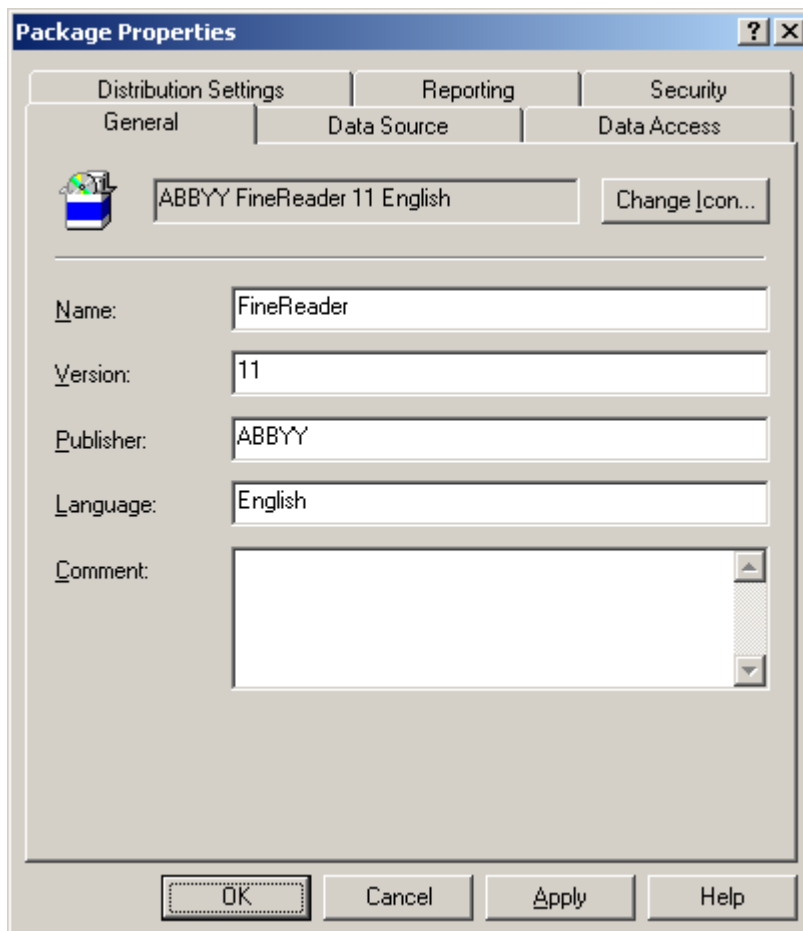 Package Properties
Distribution Settings Reporting Security
General Data Source Data Access
ABBYY FineReader 11 English Change Icon...
Name: FineReader
Version: 11
Publisher: ABBYY
Language: English
Comment:
OK Cancel Apply Help